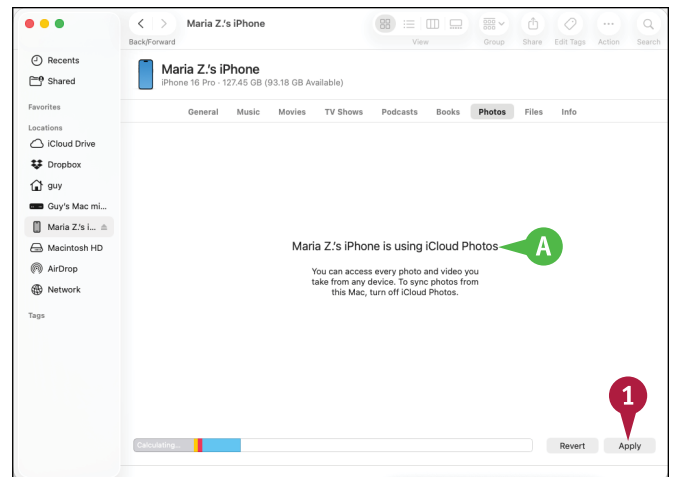 Maria Z.'s iPhone
Back/Forward
View
Group
Share
Edit Tags
Action
Search
Recents
Shared
Favorites
Locations
iCloud Drive
Dropbox
guy
Guy's Mac mi...
Maria Z.'s i...
Macintosh HD
AirDrop
Network
Tags
Maria Z.'s iPhone
iPhone 16 Pro · 127.45 GB (93.18 GB Available)
General Music Movies TV Shows Podcasts Books Photos Files Info
Maria Z.'s iPhone is using iCloud Photos
A
You can access every photo and video you
take from any device. To sync photos from
this Mac, turn off iCloud Photos.
1
Calculating...
Revert
Apply